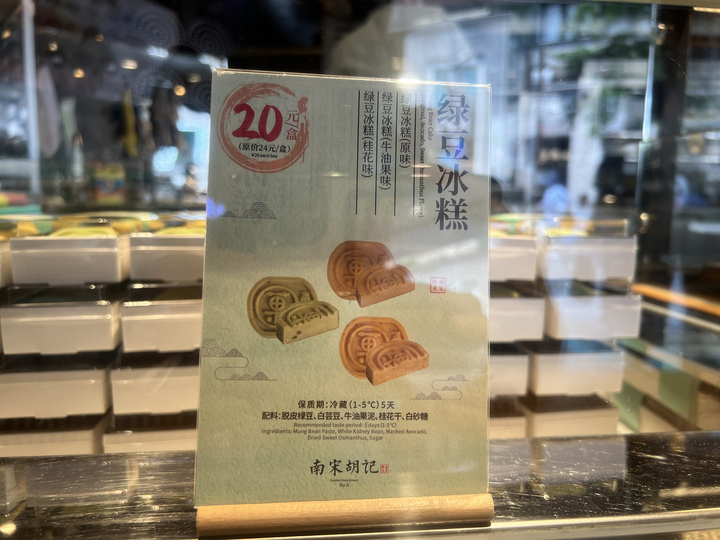 绿豆冰糕
绿豆冰糕(原味)
绿豆冰糕(牛油果味)
绿豆冰糕(桂花味)
20元/盒
(原价24元/盒)
保质期:冷藏(1-5℃)5天
配料:脱皮绿豆、白芸豆、牛油果泥、桂花干、白砂糖
Recommended taste period: 5 days (1-5℃)
Ingredients: Mung Bean Paste, White Kidney Bean, Mashed Avocado,
Dried Sweet Osmanthus, Sugar
南宋胡记